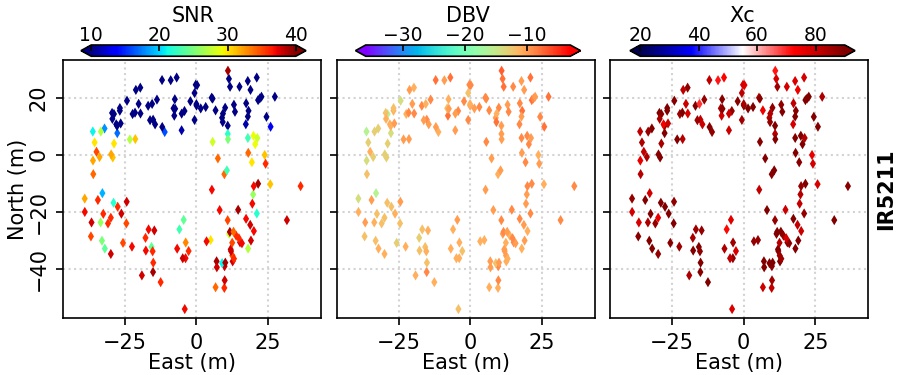 SNR DBV Xc
10 20 30 40 −30 −20 −10 20 40 60 80
North (m)
20
0
−20
−40
−25 0 25 −25 0 25 −25 0 25
East (m) East (m) East (m)
IR5211